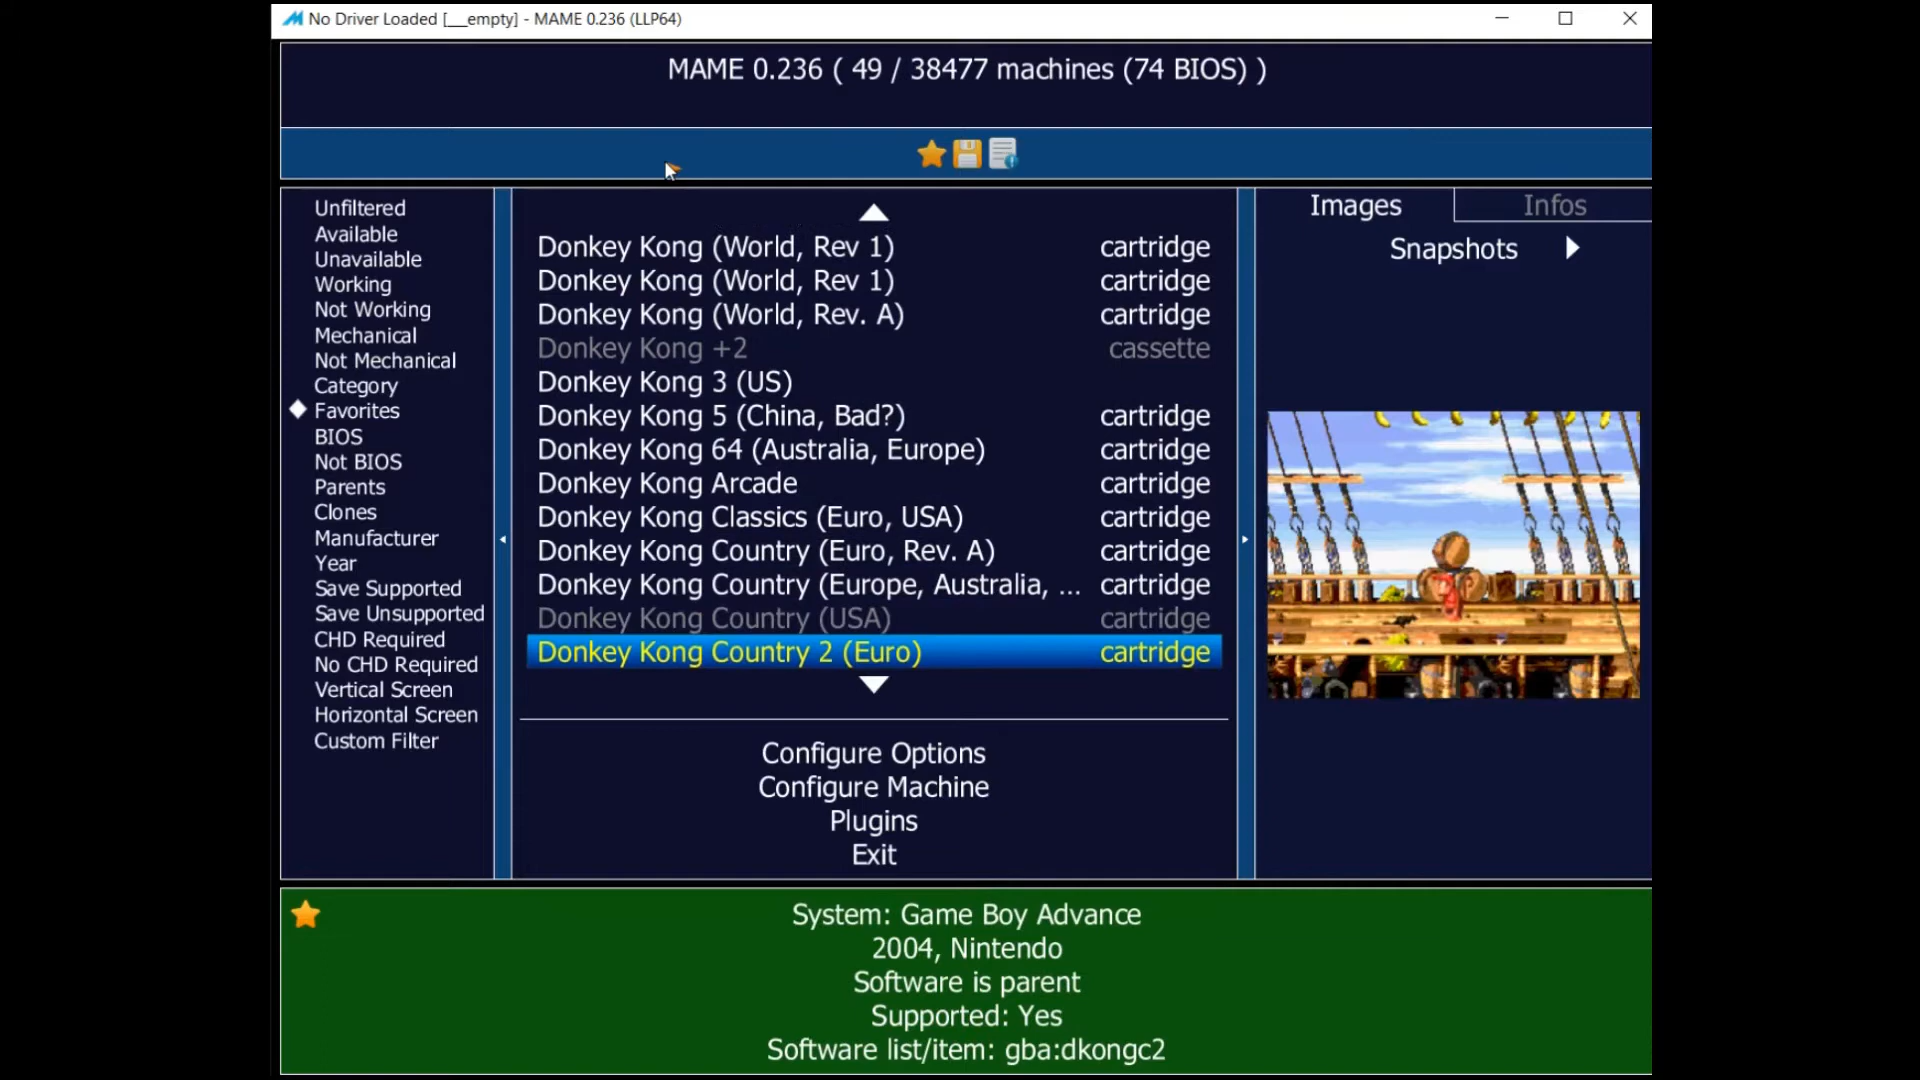 No Driver Loaded [__empty] - MAME 0.236 (LLP64)
MAME 0.236 ( 49 / 38477 machines (74 BIOS) )
Unfiltered
Available
Unavailable
Working
Not Working
Mechanical
Not Mechanical
Category
Favorites
BIOS
Not BIOS
Parents
Clones
Manufacturer
Year
Save Supported
Save Unsupported
CHD Required
No CHD Required
Vertical Screen
Horizontal Screen
Custom Filter
Donkey Kong (World, Rev 1) cartridge
Donkey Kong (World, Rev 1) cartridge
Donkey Kong (World, Rev. A) cartridge
Donkey Kong +2 cassette
Donkey Kong 3 (US)
Donkey Kong 5 (China, Bad?) cartridge
Donkey Kong 64 (Australia, Europe) cartridge
Donkey Kong Arcade cartridge
Donkey Kong Classics (Euro, USA) cartridge
Donkey Kong Country (Euro, Rev. A) cartridge
Donkey Kong Country (Europe, Australia, ... cartridge
Donkey Kong Country (USA) cartridge
Donkey Kong Country 2 (Euro) cartridge
Configure Options
Configure Machine
Plugins
Exit
Images Infos
Snapshots
System: Game Boy Advance
2004, Nintendo
Software is parent
Supported: Yes
Software list/item: gba:dkongc2